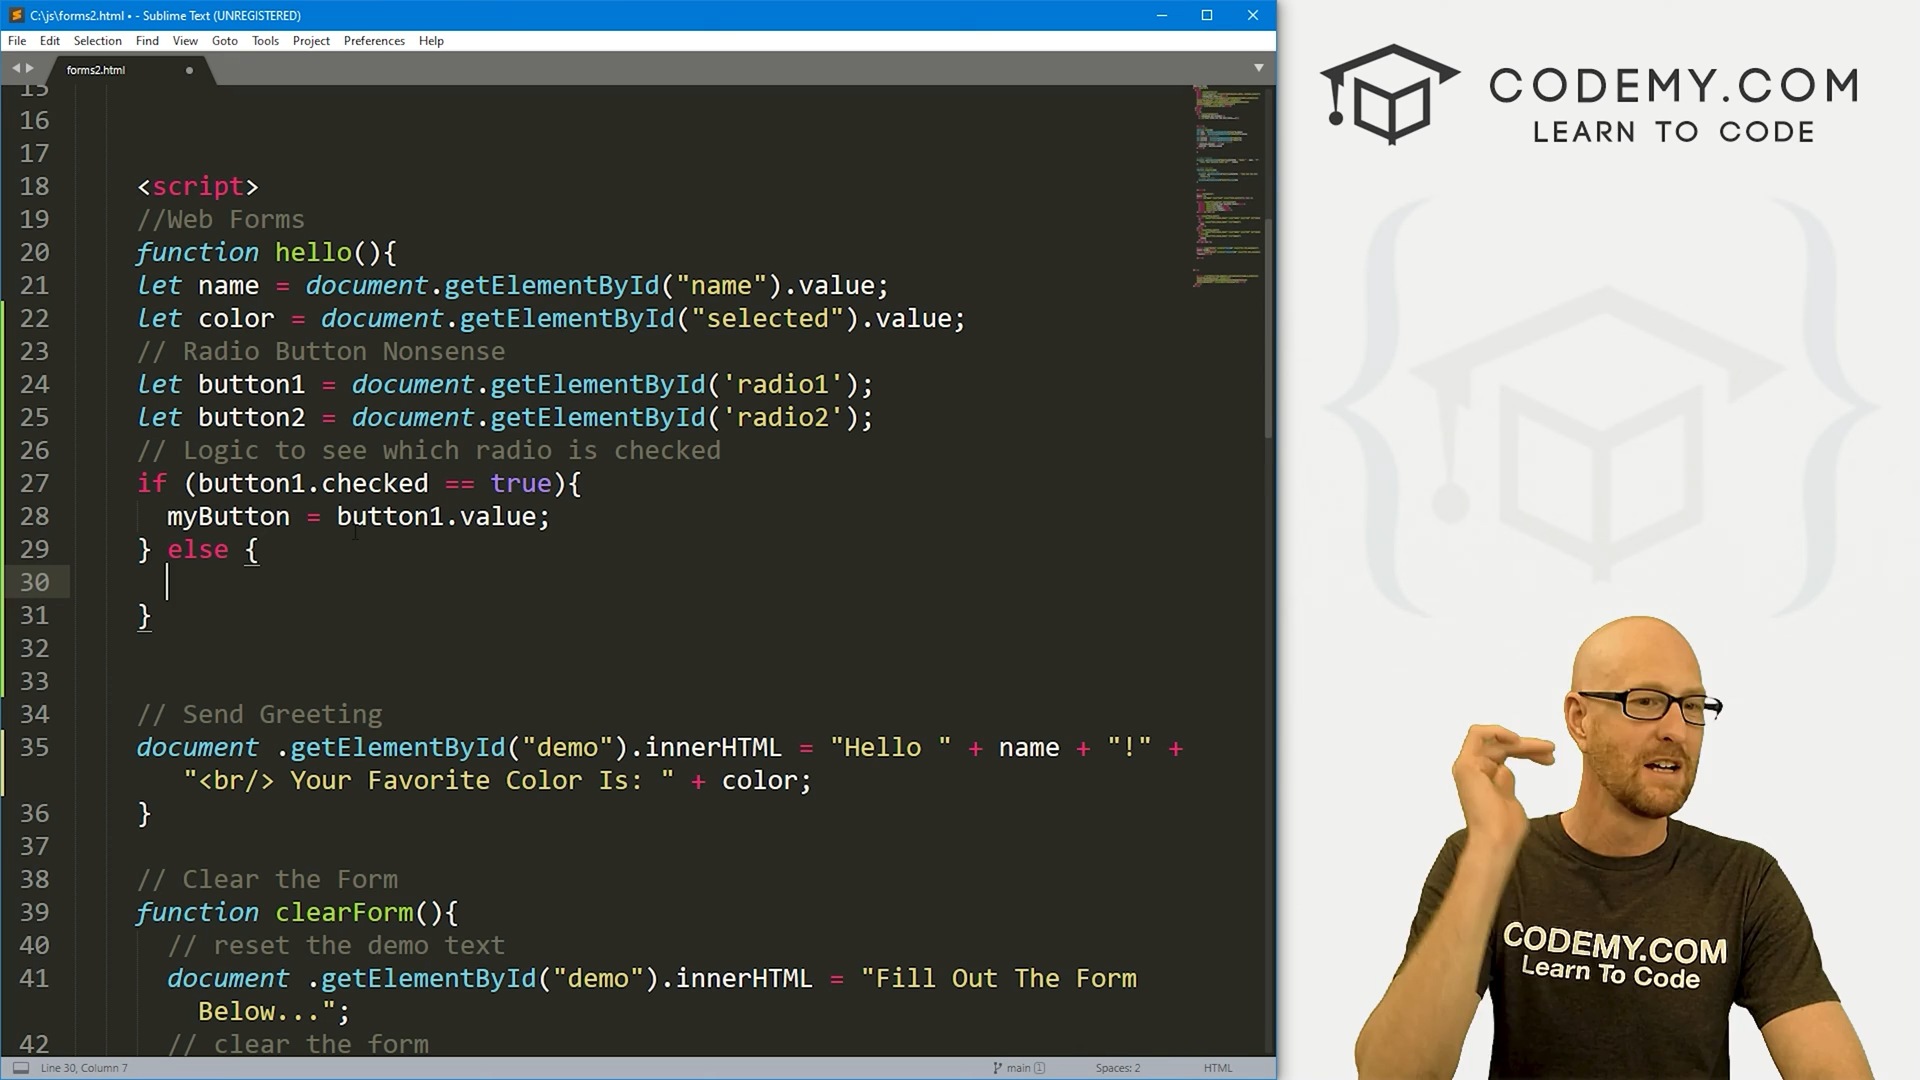 C:\js\forms2.html • - Sublime Text (UNREGISTERED)
File Edit Selection Find View Goto Tools Project Preferences Help
forms2.html
15
16
17
18 <script>
19 //Web Forms
20 function hello(){
21 let name = document.getElementById("name").value;
22 let color = document.getElementById("selected").value;
23 // Radio Button Nonsense
24 let button1 = document.getElementById('radio1');
25 let button2 = document.getElementById('radio2');
26 // Logic to see which radio is checked
27 if (button1.checked == true){
28 myButton = button1.value;
29 } else {
30
31 }
32
33
34 // Send Greeting
35 document .getElementById("demo").innerHTML = "Hello " + name + "!" +
"<br/> Your Favorite Color Is: " + color;
36 }
37
38 // Clear the Form
39 function clearForm(){
40 // reset the demo text
41 document .getElementById("demo").innerHTML = "Fill Out The Form
Below...";
42 // clear the form
Line 30, Column 7 main 1 Spaces: 2 HTML
CODEMY.COM
LEARN TO CODE
CODEMY.COM
Learn To Code